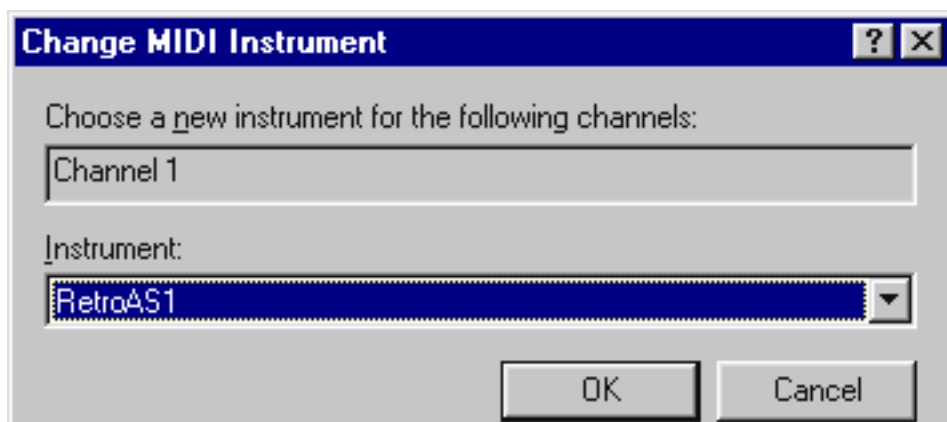 Change MIDI Instrument
Choose a new instrument for the following channels:
Channel 1
Instrument:
RetroAS1
OK Cancel